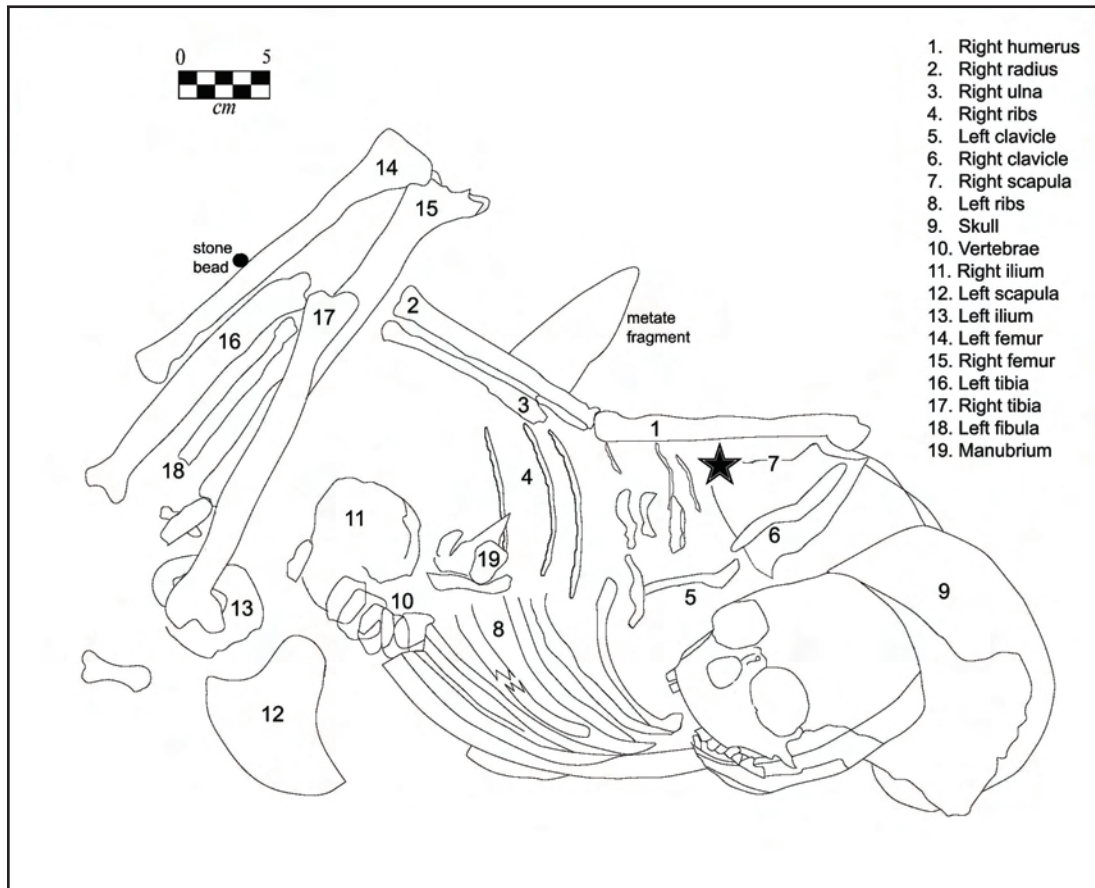 0 5
cm
1. Right humerus
2. Right radius
3. Right ulna
4. Right ribs
5. Left clavicle
6. Right clavicle
7. Right scapula
8. Left ribs
9. Skull
10. Vertebrae
11. Right ilium
12. Left scapula
13. Left ilium
14. Left femur
15. Right femur
16. Left tibia
17. Right tibia
18. Left fibula
19. Manubrium
14
15
stone
bead
2
17
metate
fragment
16
3
1
7
18
4
11
6
19
5
9
10
13
8
12